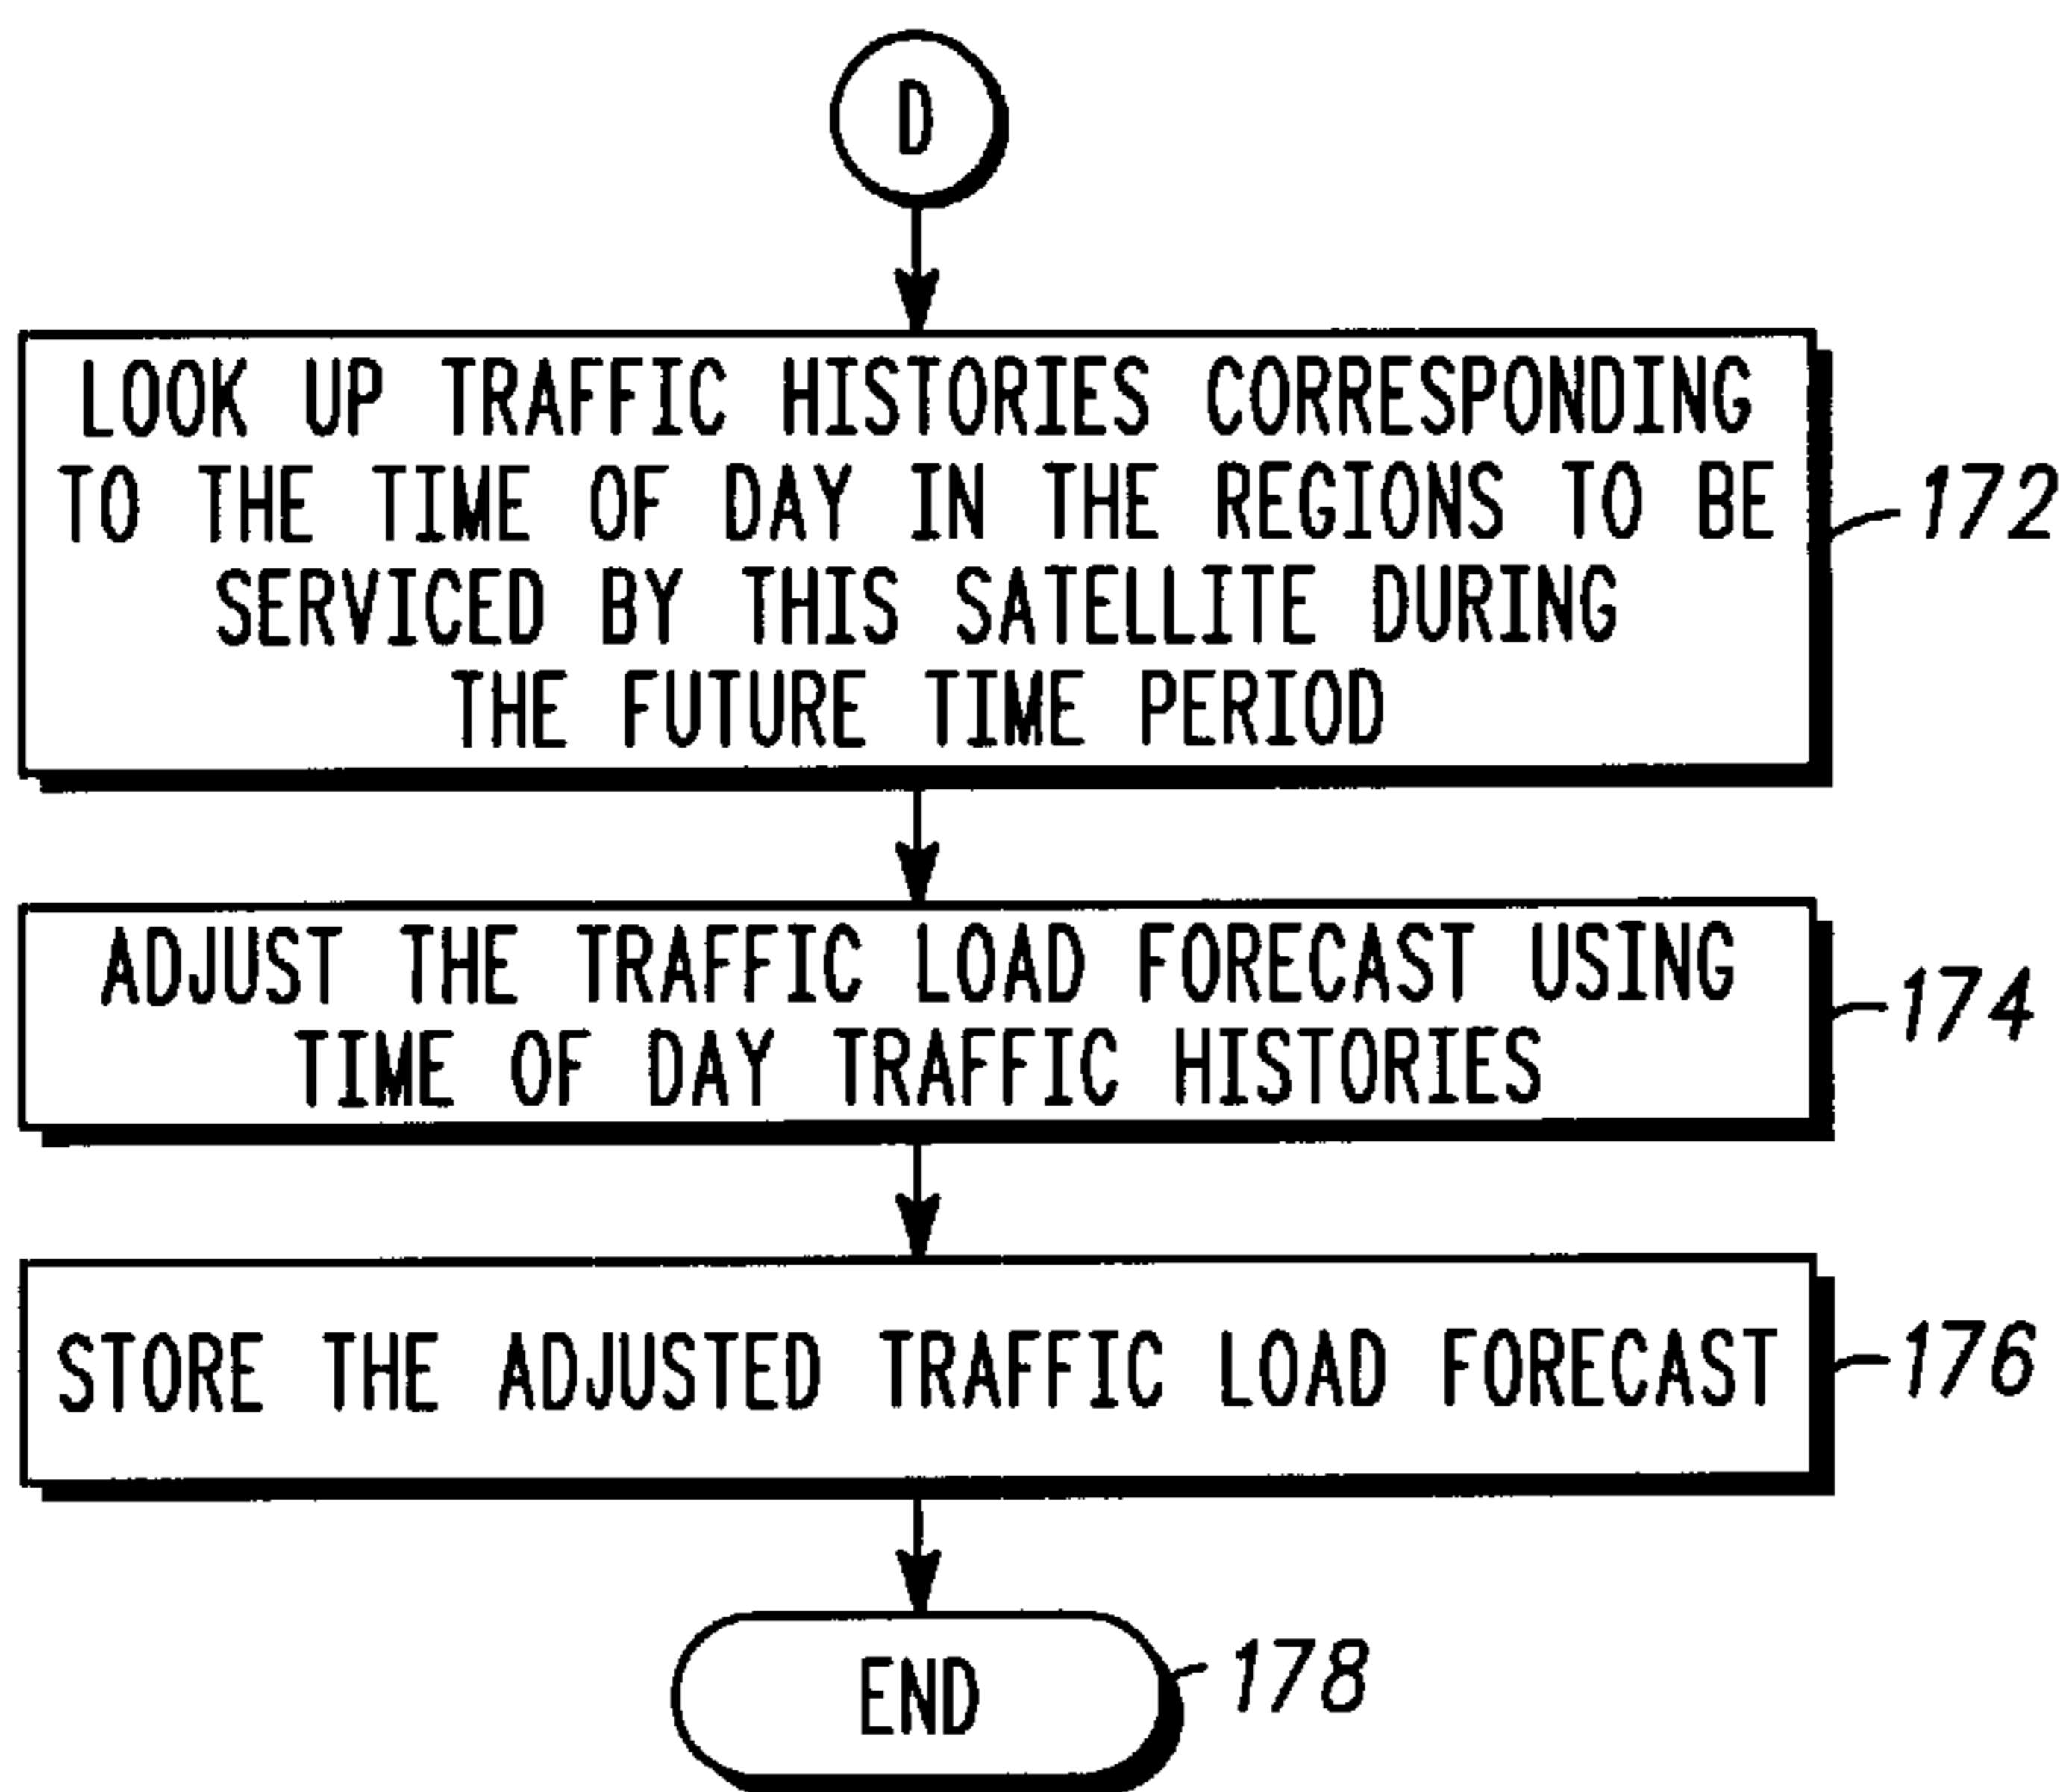 D
LOOK UP TRAFFIC HISTORIES CORRESPONDING
TO THE TIME OF DAY IN THE REGIONS TO BE
SERVICED BY THIS SATELLITE DURING
THE FUTURE TIME PERIOD
172
ADJUST THE TRAFFIC LOAD FORECAST USING
TIME OF DAY TRAFFIC HISTORIES
174
STORE THE ADJUSTED TRAFFIC LOAD FORECAST
176
END
178